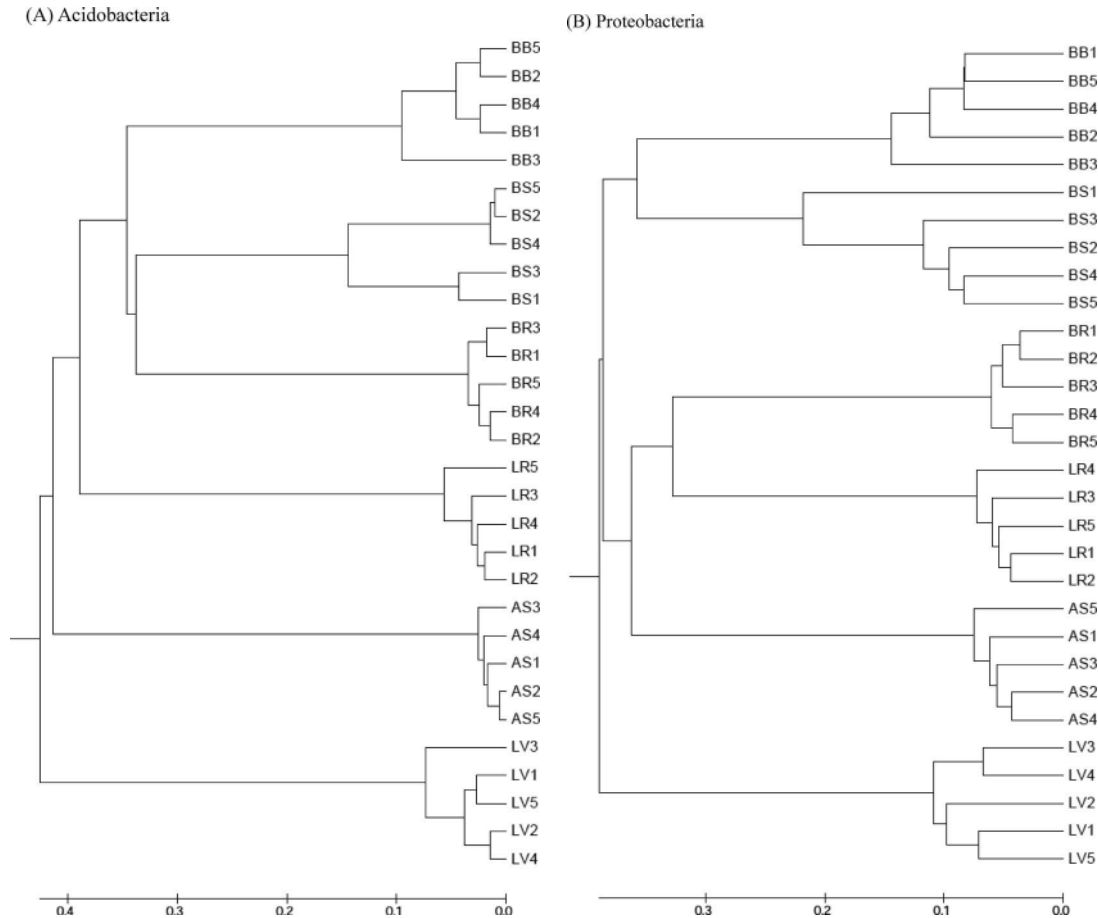 (A) Acidobacteria
BB5
BB2
BB4
BB1
BB3
BS5
BS2
BS4
BS3
BS1
BR3
BR1
BR5
BR4
BR2
LR5
LR3
LR4
LR1
LR2
AS3
AS4
AS1
AS2
AS5
LV3
LV1
LV5
LV2
LV4
0.4 0.3 0.2 0.1 0.0
(B) Proteobacteria
BB1
BB5
BB4
BB2
BB3
BS1
BS3
BS2
BS4
BS5
BR1
BR2
BR3
BR4
BR5
LR4
LR3
LR5
LR1
LR2
AS5
AS1
AS3
AS2
AS4
LV3
LV4
LV2
LV1
LV5
0.3 0.2 0.1 0.0